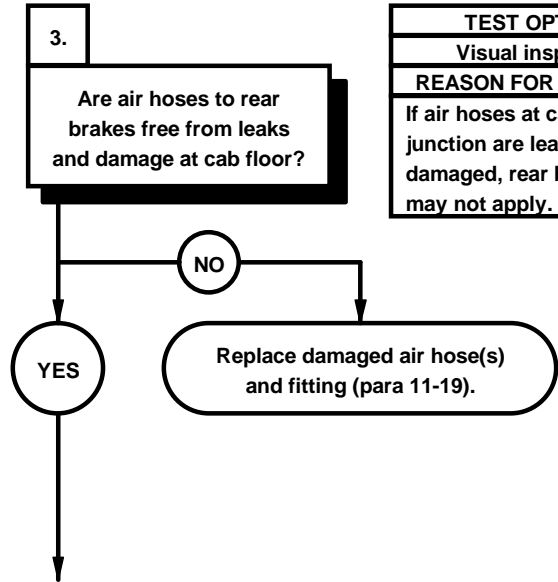 3.
Are air hoses to rear
brakes free from leaks
and damage at cab floor?
TEST
Visual
REASON FOR
If air hoses at
junction are
damaged, rear
may not apply.
NO
YES
Replace damaged air hose(s)
and fitting (para 11-19).